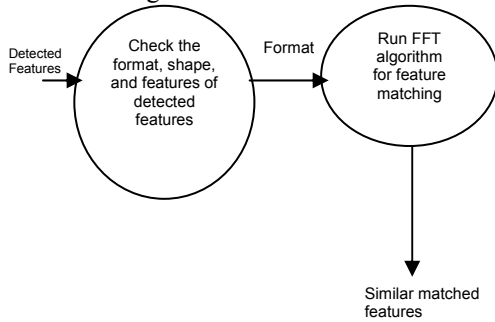 Detected
Features
Check the
format, shape,
and features of
detected
features
Format
Run FFT
algorithm
for feature
matching
Similar matched
features